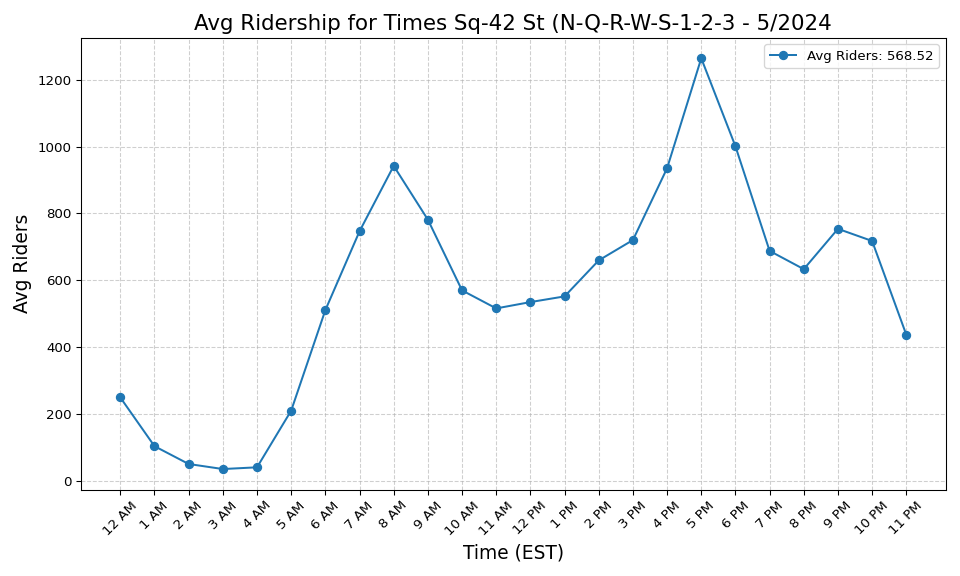 Avg Ridership for Times Sq-42 St (N-Q-R-W-S-1-2-3 - 5/2024
Avg Riders: 568.52
1200
1000
800
600
400
200
0
Avg Riders
12 AM
1 AM
2 AM
3 AM
4 AM
5 AM
6 AM
7 AM
8 AM
9 AM
10 AM
11 AM
12 PM
1 PM
2 PM
3 PM
4 PM
5 PM
6 PM
7 PM
8 PM
9 PM
10 PM
11 PM
Time (EST)